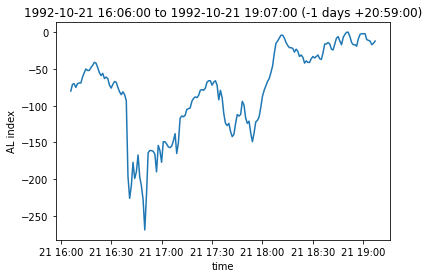 1992-10-21 16:06:00 to 1992-10-21 19:07:00 (-1 days +20:59:00)
0
−50
−100
−150
−200
−250
AL index
21 16:00 21 16:30 21 17:00 21 17:30 21 18:00 21 18:30 21 19:00
time